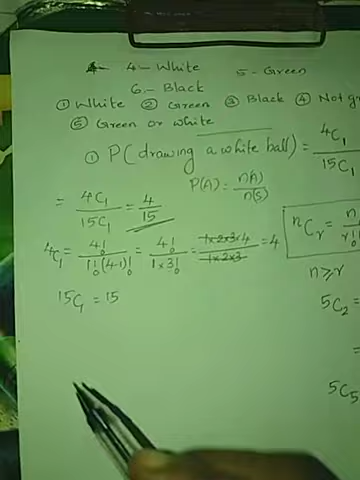 4 - White 5 - Green
6 - Black
① White ② Green ③ Black ④ Not
⑤ Green or white
① P(drawing a white ball) = 4C₁ / 15C₁
= 4C₁ / 15C₁ = 4/15 P(A) = n(A) / n(S)
4C₁ = 4! / 1!(4-1)! = 4! / 1×3! = 1×2×3×4 / 1×2×3 = 4
nCr = n
r!
n ≥ r
15C₁ = 15
5C₂ =
=
5C₅